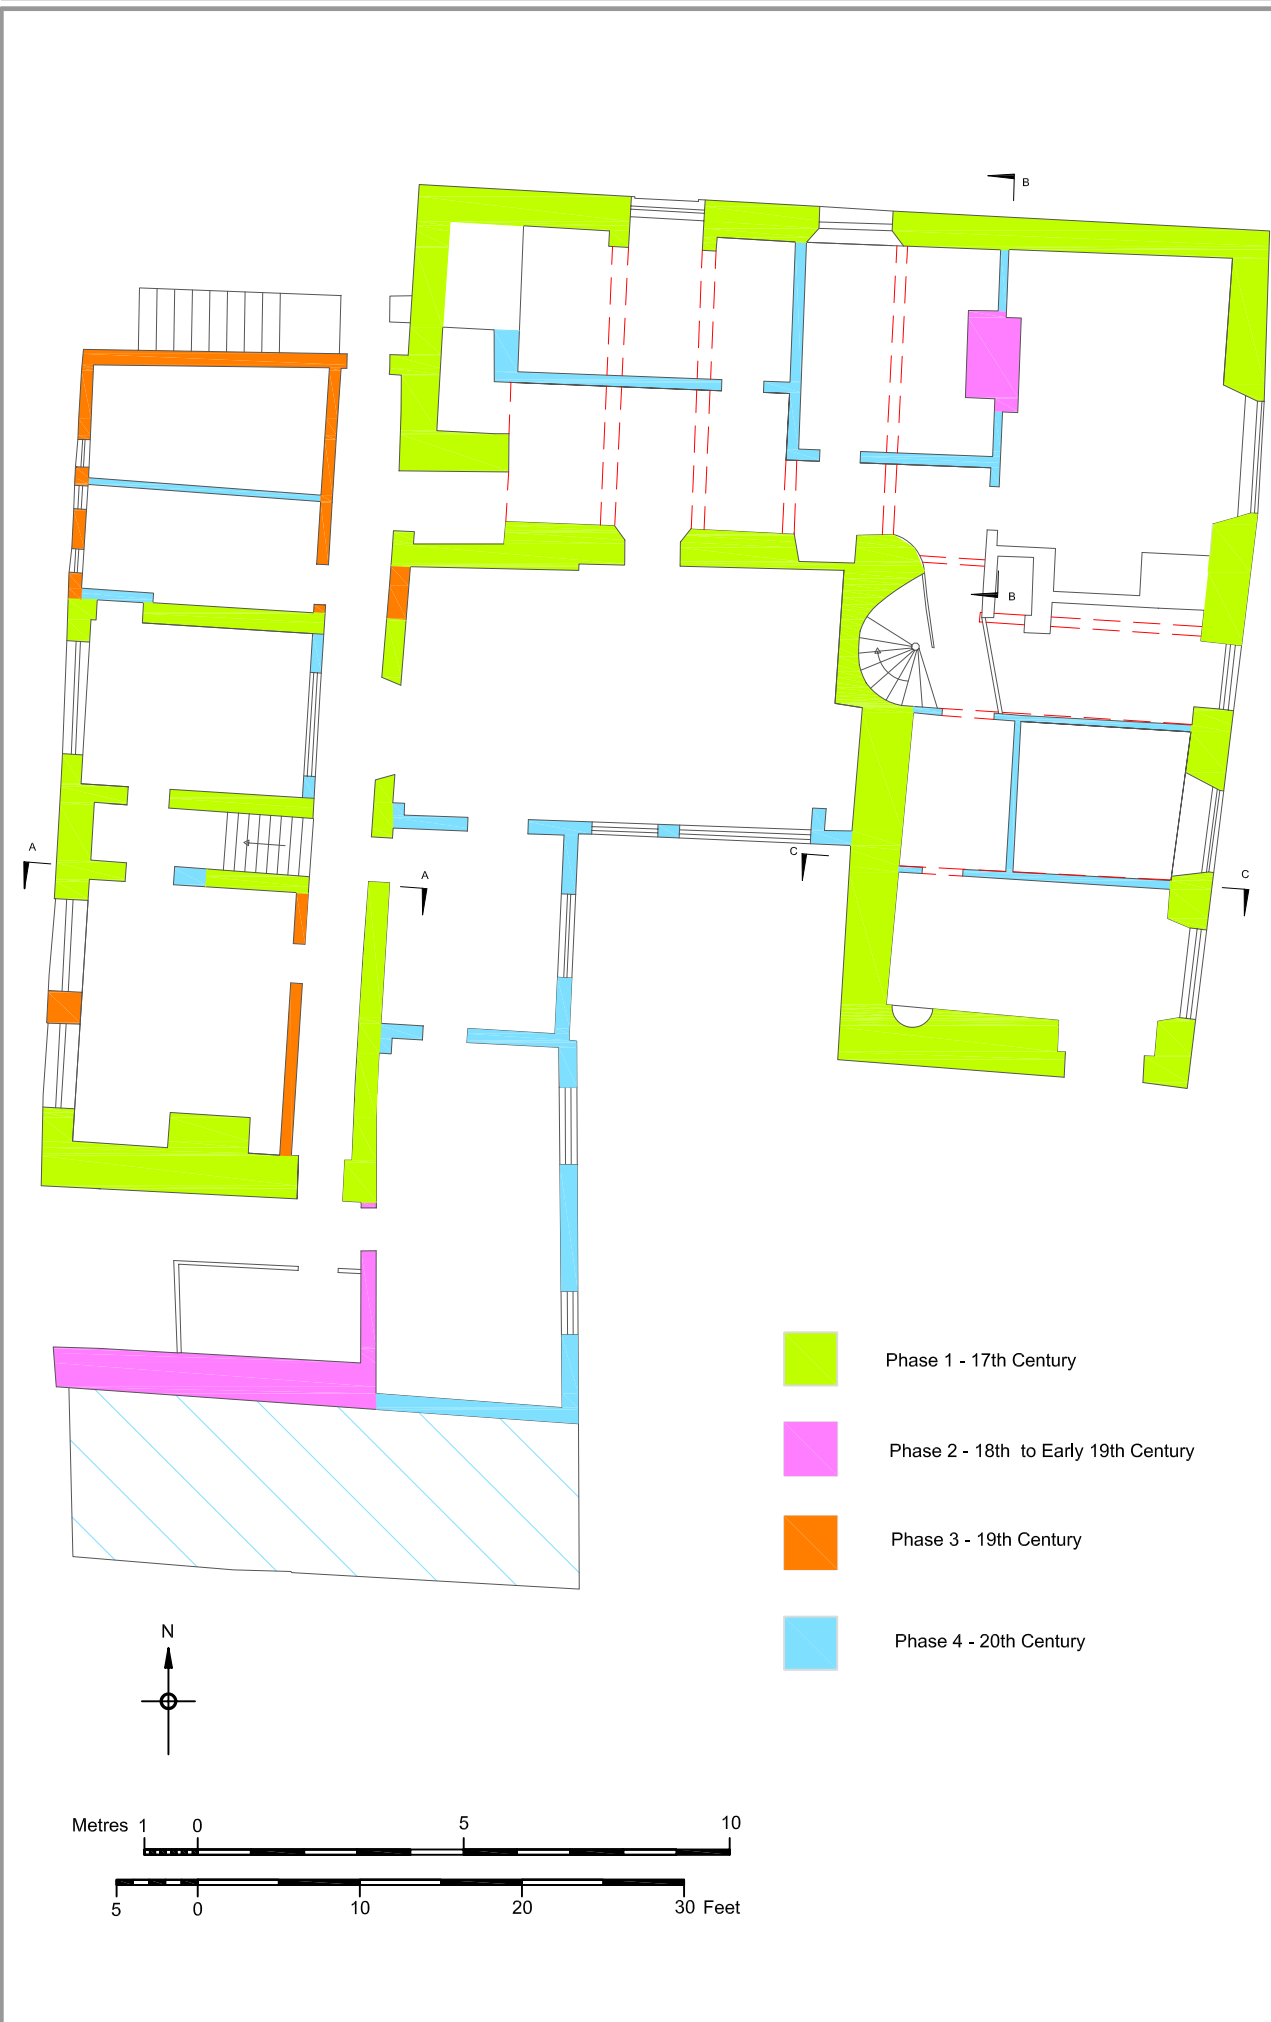 B
B
A
A
C
C
Phase 1 - 17th Century
Phase 2 - 18th to Early 19th Century
Phase 3 - 19th Century
Phase 4 - 20th Century
N
Metres 1 0 5 10
5 0 10 20 30 Feet